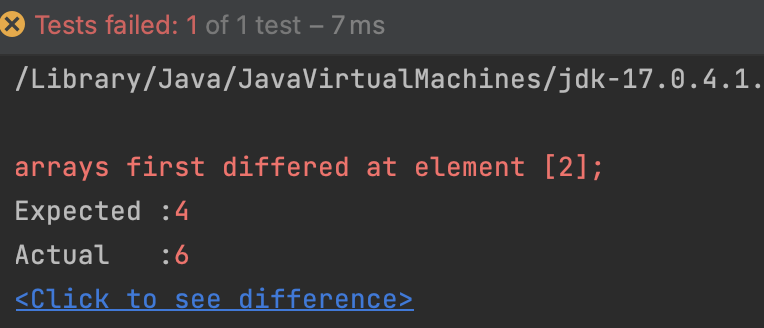 Tests failed: 1 of 1 test – 7 ms
/Library/Java/JavaVirtualMachines/jdk-17.0.4.1.
arrays first differed at element [2];
Expected :4
Actual   :6
<Click to see difference>